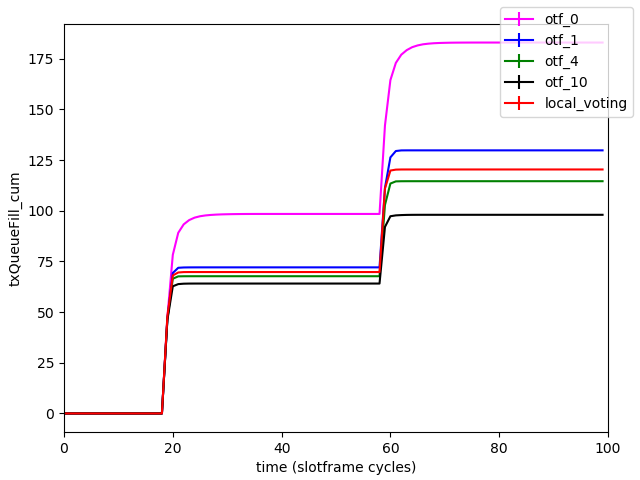 otf_0
otf_1
otf_4
otf_10
local_voting
txQueueFill_cum
175
150
125
100
75
50
25
0
0 20 40 60 80 100
time (slotframe cycles)